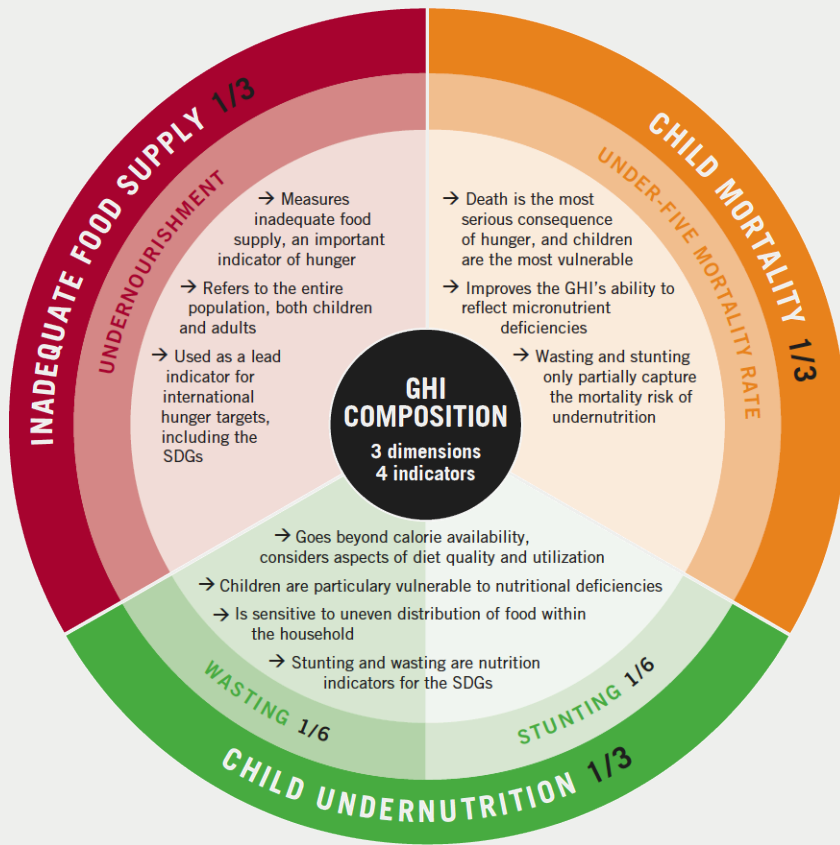 INADEQUATE FOOD SUPPLY 1/3
UNDERNOURISHMENT
→ Measures
inadequate food
supply, an important
indicator of hunger
→ Refers to the entire
population, both children
and adults
→ Used as a lead
indicator for
international
hunger targets,
including the
SDGs
CHILD MORTALITY 1/3
UNDER-FIVE MORTALITY RATE
→ Death is the most
serious consequence
of hunger, and children
are the most vulnerable
→ Improves the GHI’s ability to
reflect micronutrient
deficiencies
→ Wasting and stunting
only partially capture
the mortality risk of
undernutrition
GHI
COMPOSITION
3 dimensions
4 indicators
→ Goes beyond calorie availability,
considers aspects of diet quality and utilization
→ Children are particulary vulnerable to nutritional deficiencies
→ Is sensitive to uneven distribution of food within
the household
→ Stunting and wasting are nutrition
indicators for the SDGs
WASTING 1/6
STUNTING 1/6
CHILD UNDERNUTRITION 1/3